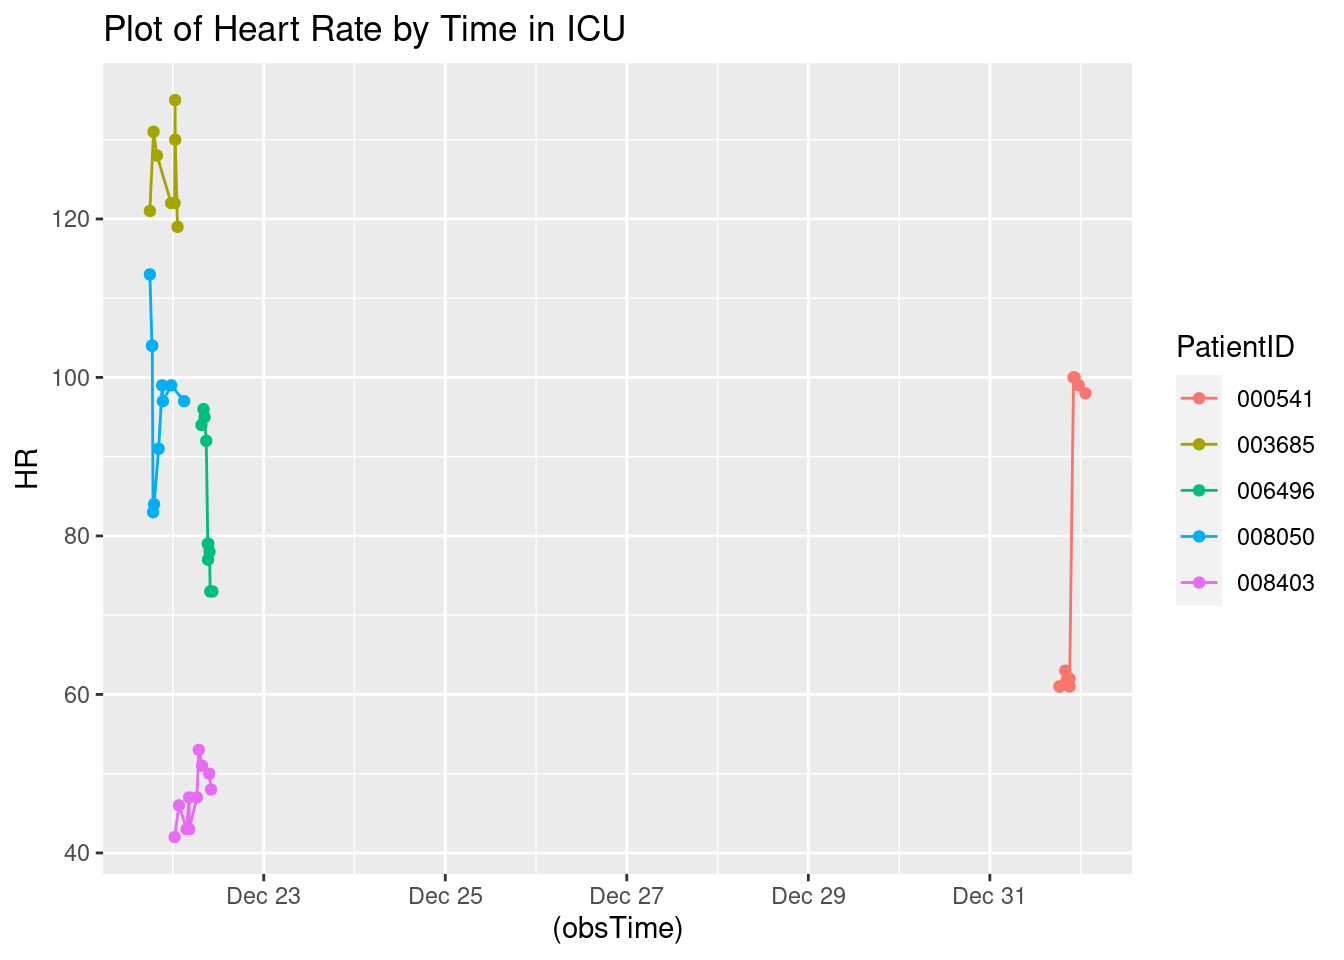 Plot of Heart Rate by Time in ICU
120
100
80
60
40
HR
Dec 23 Dec 25 Dec 27 Dec 29 Dec 31
(obsTime)
PatientID
000541
003685
006496
008050
008403